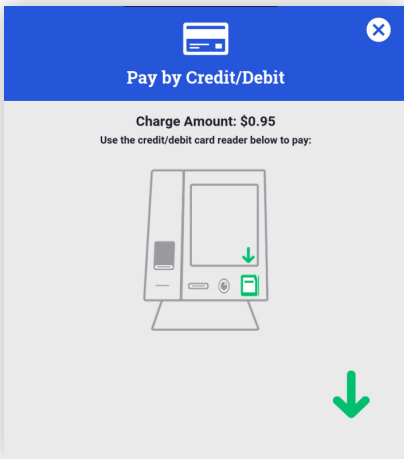 Pay by Credit/Debit
Charge Amount: $0.95
Use the credit/debit card reader below to pay: